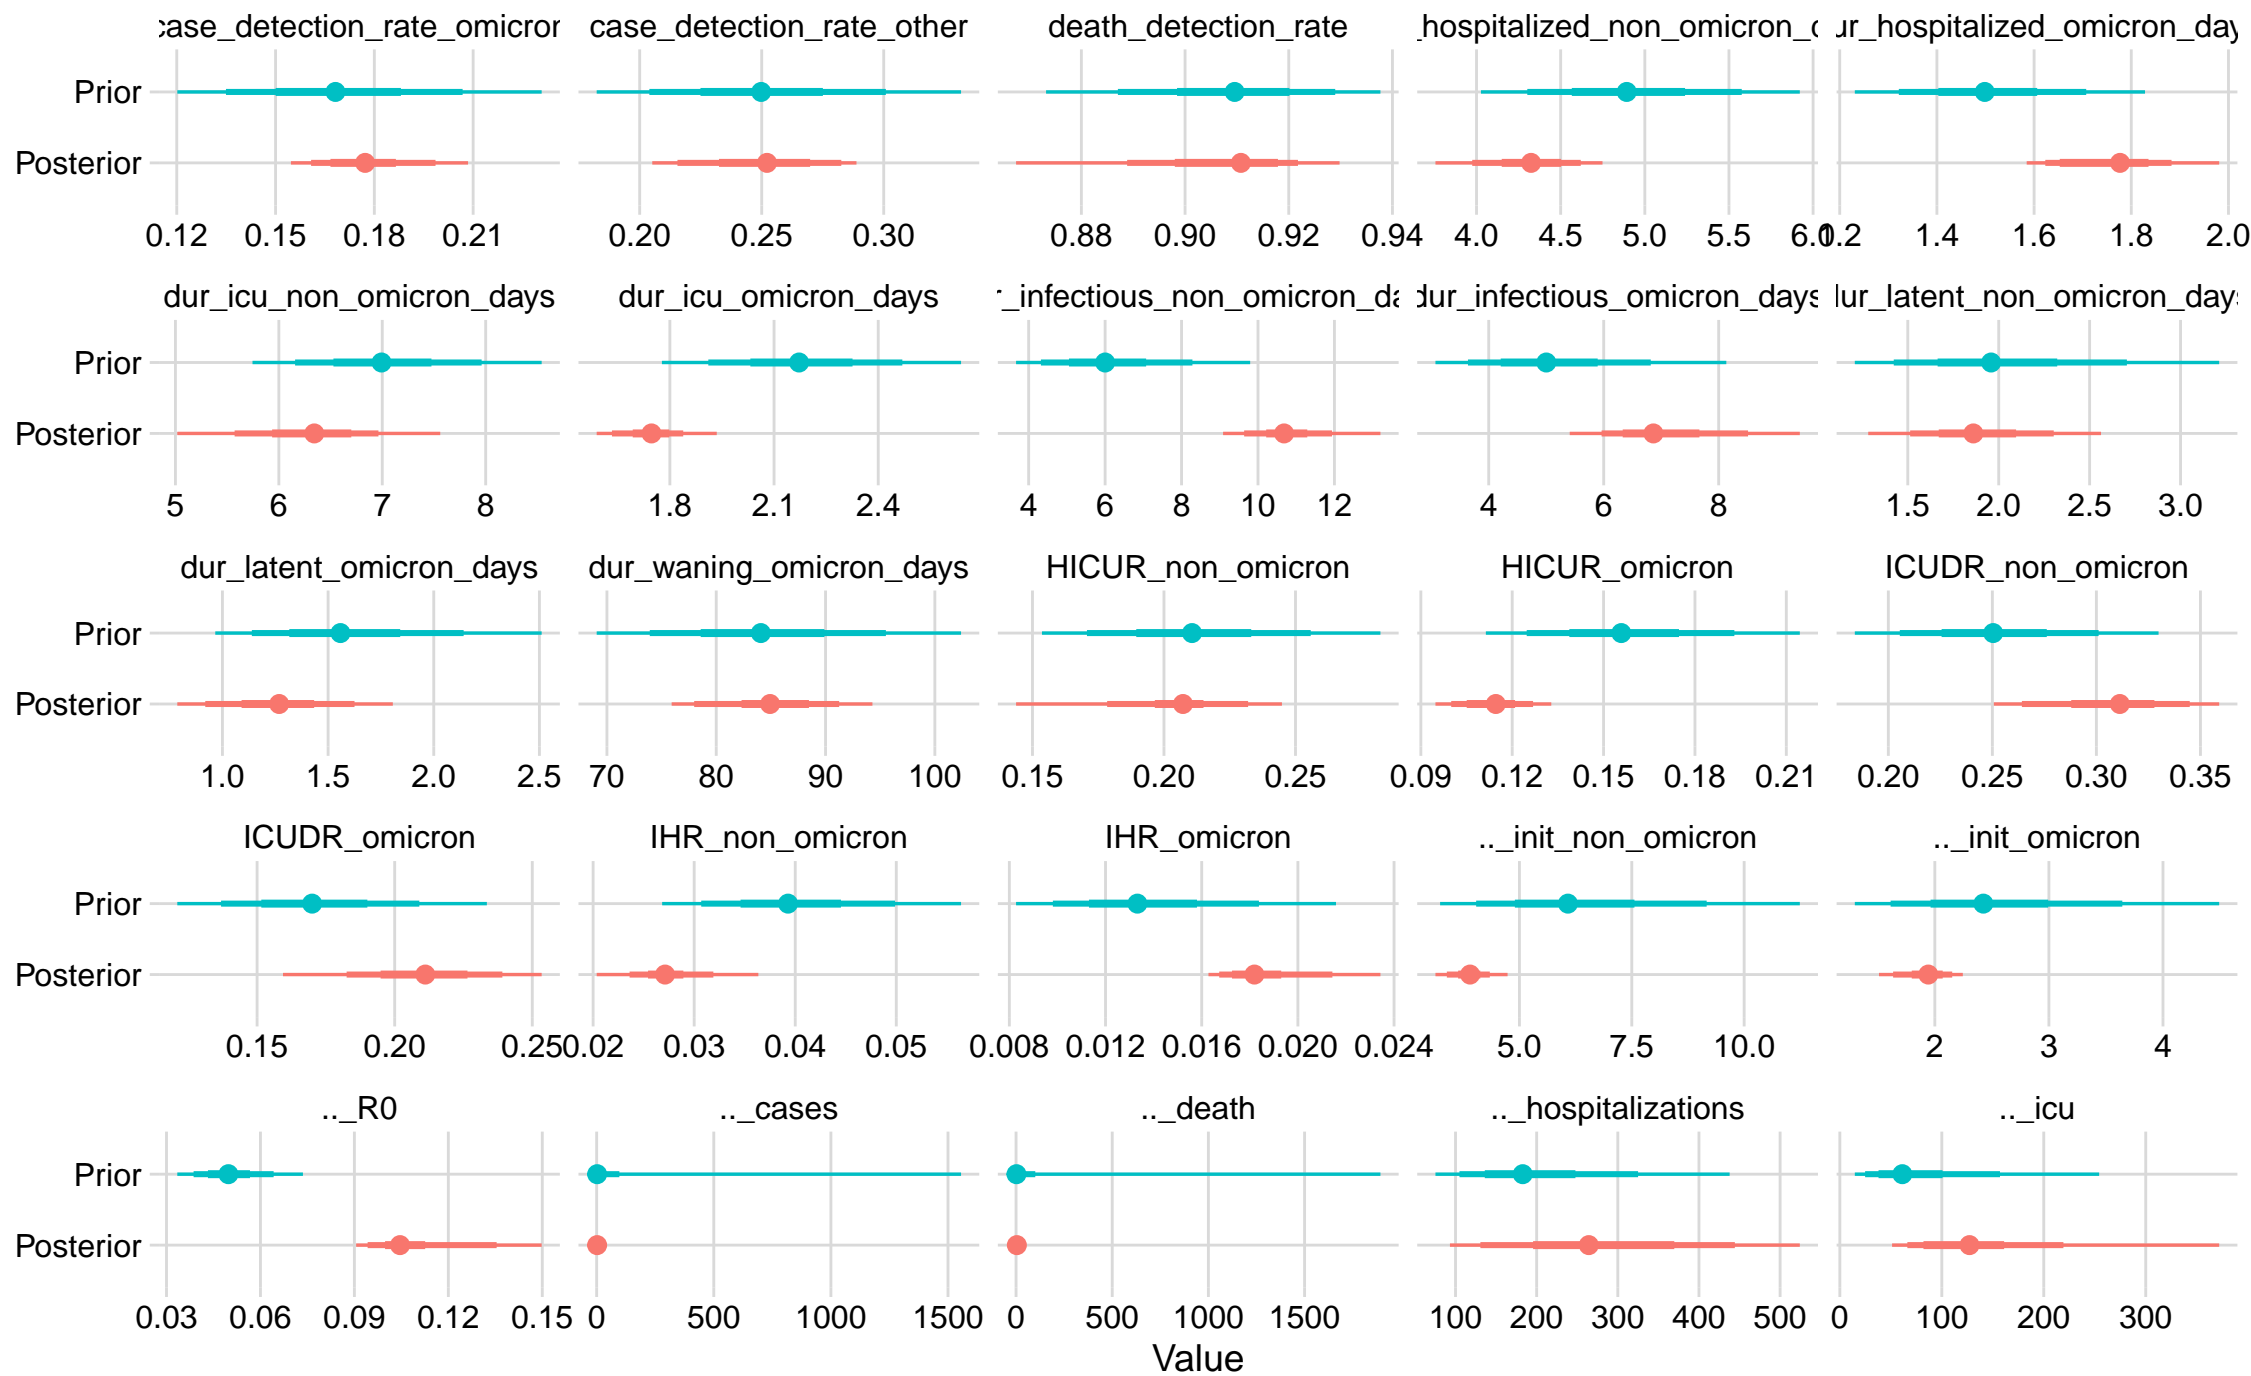 case_detection_rate_omicron case_detection_rate_other death_detection_rate _hospitalized_non_omicron_ ur_hospitalized_omicron_day
Prior
Posterior
0.12 0.15 0.18 0.21 0.20 0.25 0.30 0.88 0.90 0.92 0.94 4.0 4.5 5.0 5.5 6.0 1.2 1.4 1.6 1.8 2.0
dur_icu_non_omicron_days dur_icu_omicron_days r_infectious_non_omicron_da dur_infectious_omicron_days dur_latent_non_omicron_days
Prior
Posterior
5 6 7 8 1.8 2.1 2.4 4 6 8 10 12 4 6 8 1.5 2.0 2.5 3.0
dur_latent_omicron_days dur_waning_omicron_days HICUR_non_omicron HICUR_omicron ICUDR_non_omicron
Prior
Posterior
1.0 1.5 2.0 2.5 70 80 90 100 0.15 0.20 0.25 0.09 0.12 0.15 0.18 0.21 0.20 0.25 0.30 0.35
ICUDR_omicron IHR_non_omicron IHR_omicron .._init_non_omicron .._init_omicron
Prior
Posterior
0.15 0.20 0.25 0.02 0.03 0.04 0.05 0.008 0.012 0.016 0.020 0.024 5.0 7.5 10.0 2 3 4
.._R0 .._cases .._death .._hospitalizations .._icu
Prior
Posterior
0.03 0.06 0.09 0.12 0.15 0 500 1000 1500 0 500 1000 1500 100 200 300 400 500 0 100 200 300
Value